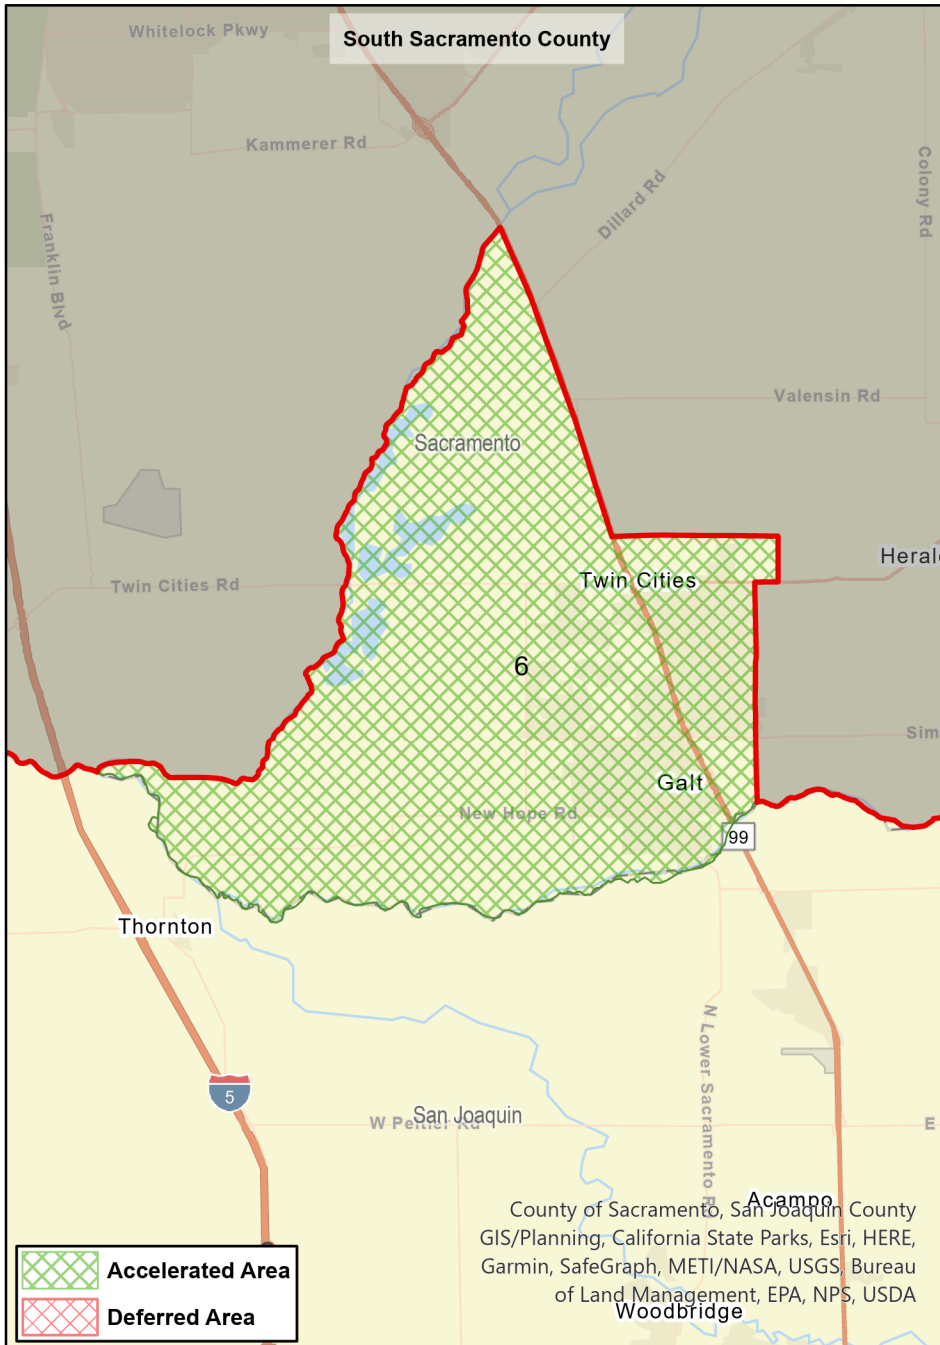 South Sacramento County
Whitelock Pkwy
Kammerer Rd
Colony Rd
Dillard Rd
Franklin Blvd
Valensin Rd
Sacramento
Heral
Twin Cities Rd
Twin Cities
6
Sim
Galt
New Hope Rd
99
Thornton
N Lower Sacramento Rd
5
San Joaquin
W Peltier Rd
E
Acampo
County of Sacramento, San Joaquin County
GIS/Planning, California State Parks, Esri, HERE,
Garmin, SafeGraph, METI/NASA, USGS, Bureau
of Land Management, EPA, NPS, USDA
Woodbridge
Accelerated Area
Deferred Area